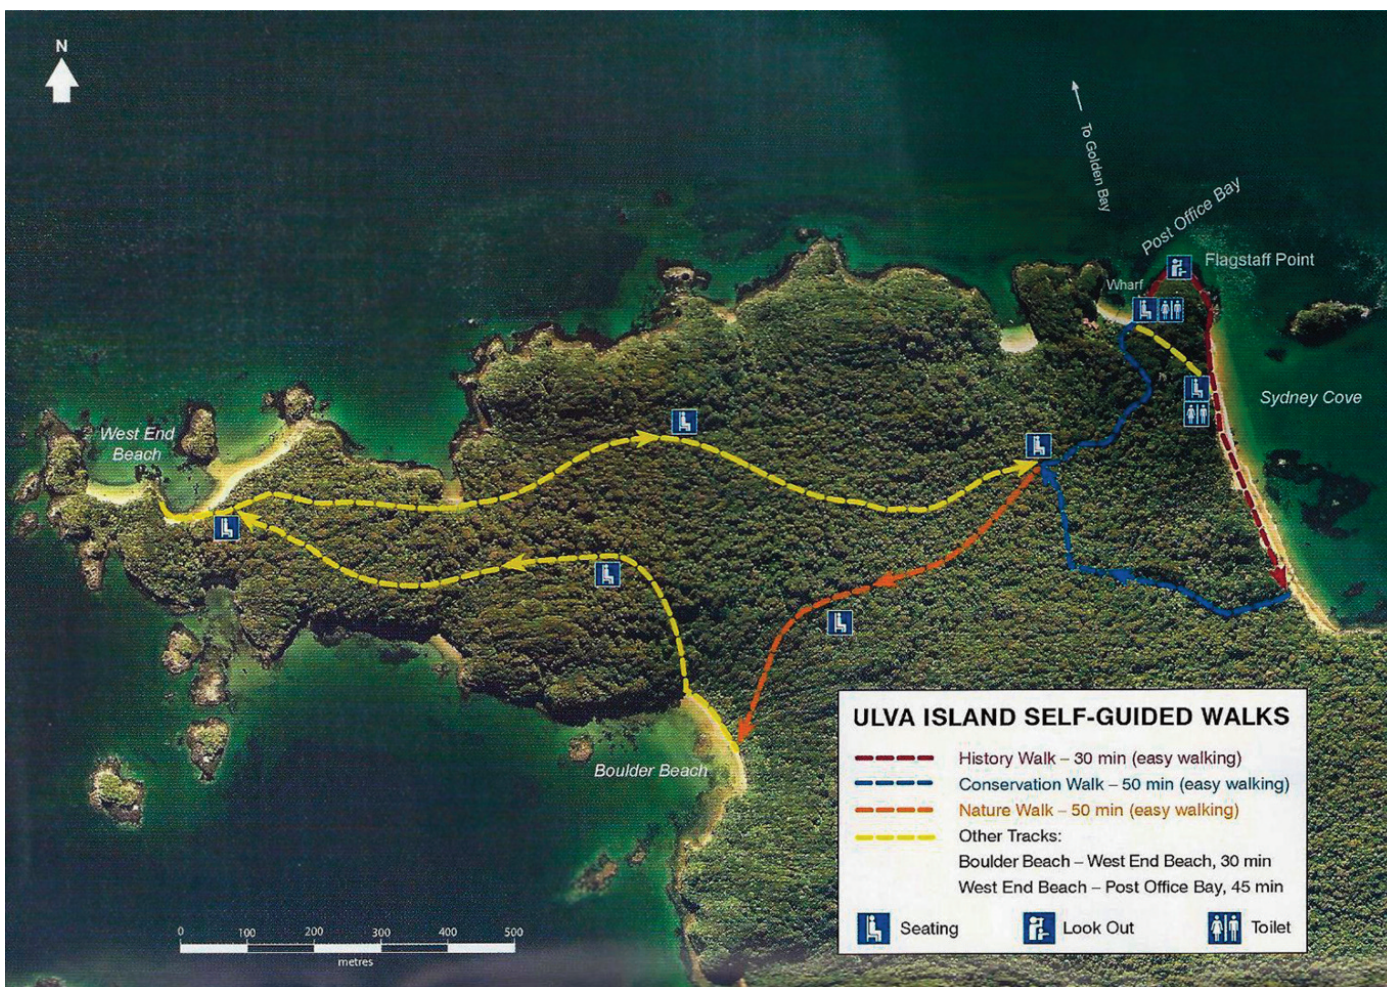 N
To Golden Bay
Post Office Bay
Flagstaff Point
Wharf
Sydney Cove
West End
Beach
Boulder Beach
ULVA ISLAND SELF-GUIDED WALKS
History Walk – 30 min (easy walking)
Conservation Walk – 50 min (easy walking)
Nature Walk – 50 min (easy walking)
Other Tracks:
Boulder Beach – West End Beach, 30 min
West End Beach – Post Office Bay, 45 min
Seating
Look Out
Toilet
0 100 200 300 400 500
metres